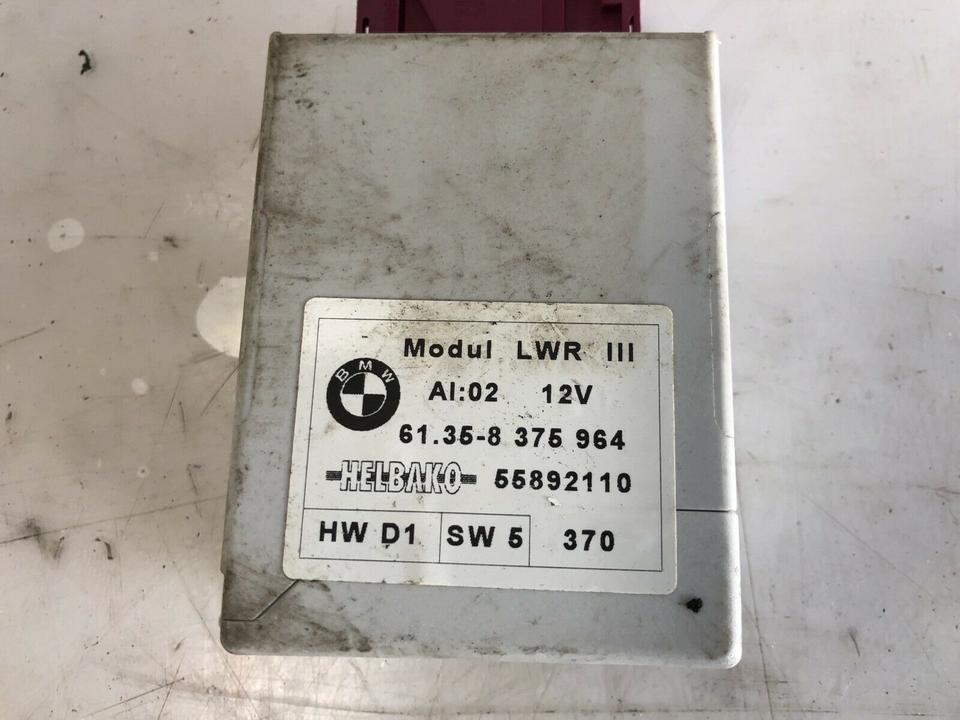 Modul LWR III
BMW
AI:02 12V
61.35-8 375 964
HELBAKO 55892110
HW D1 SW 5 370